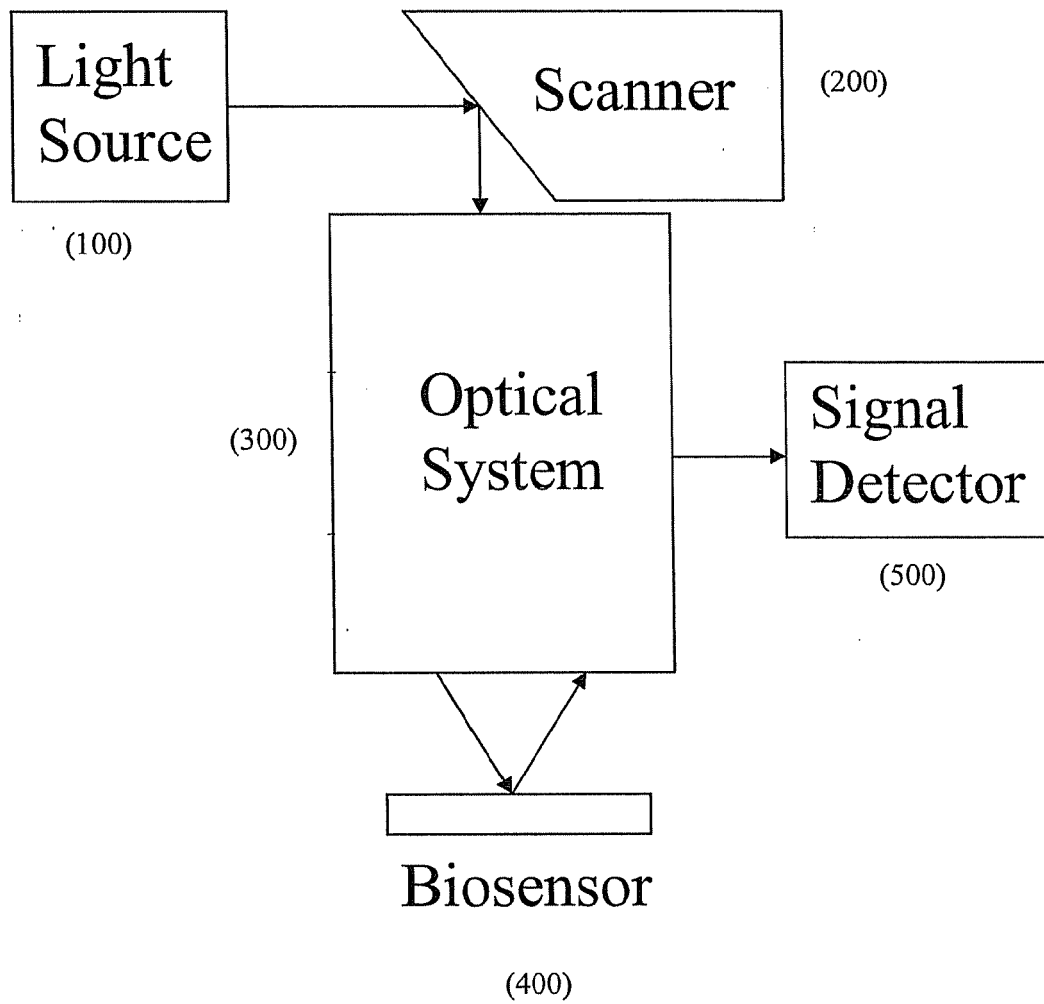 Light
Source
(100)
Scanner
(200)
Optical
System
(300)
Signal
Detector
(500)
Biosensor
(400)